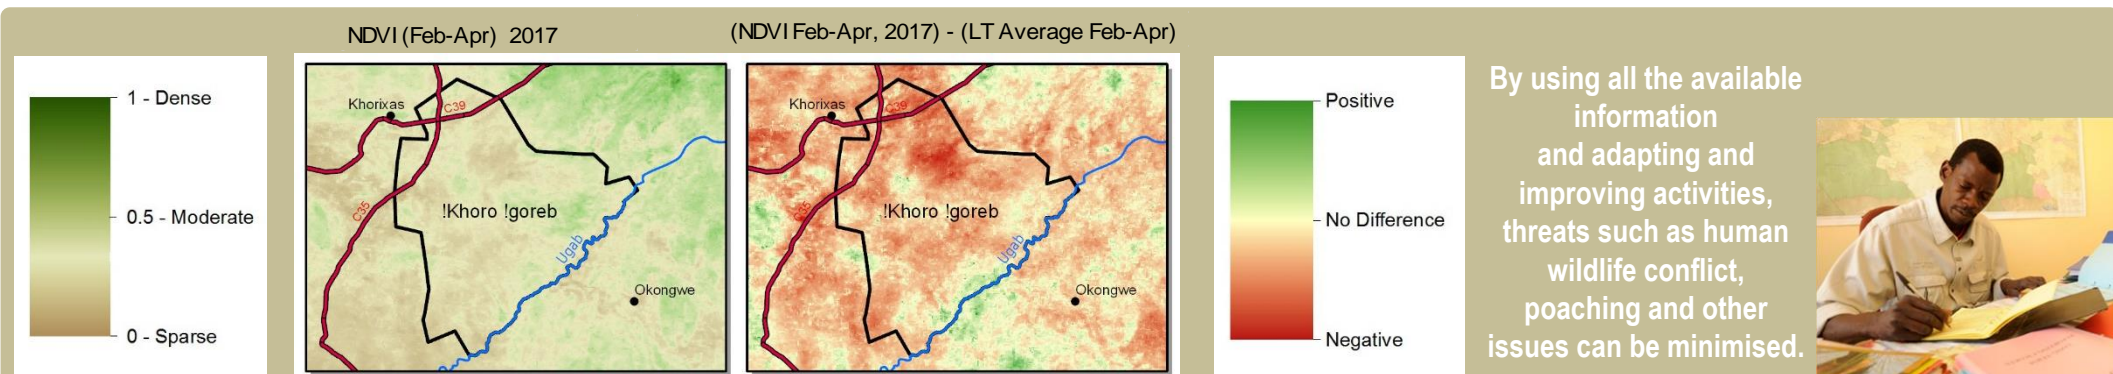 NDVI (Feb-Apr) 2017
(NDVI Feb-Apr, 2017) - (LT Average Feb-Apr)
1 - Dense
0.5 - Moderate
0 - Sparse
Khorixas
C39
C35
!Khoro !goreb
Ugab
Okongwe
Khorixas
C39
C35
!Khoro !goreb
Ugab
Okongwe
Positive
No Difference
Negative
By using all the available
information
and adapting and
improving activities,
threats such as human
wildlife conflict,
poaching and other
issues can be minimised.